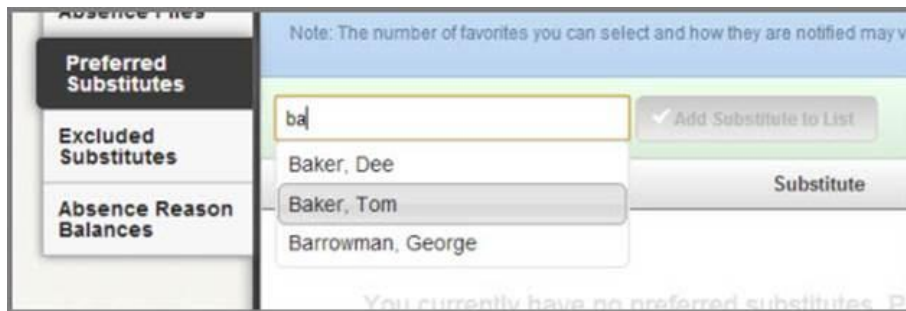 Absence Files
Preferred
Substitutes
Excluded
Substitutes
Absence Reason
Balances
Note: The number of favorites you can select and how they are notified may v
ba
Add Substitute to List
Baker, Dee
Baker, Tom
Barrowman, George
Substitute
You currently have no preferred substitutes. P